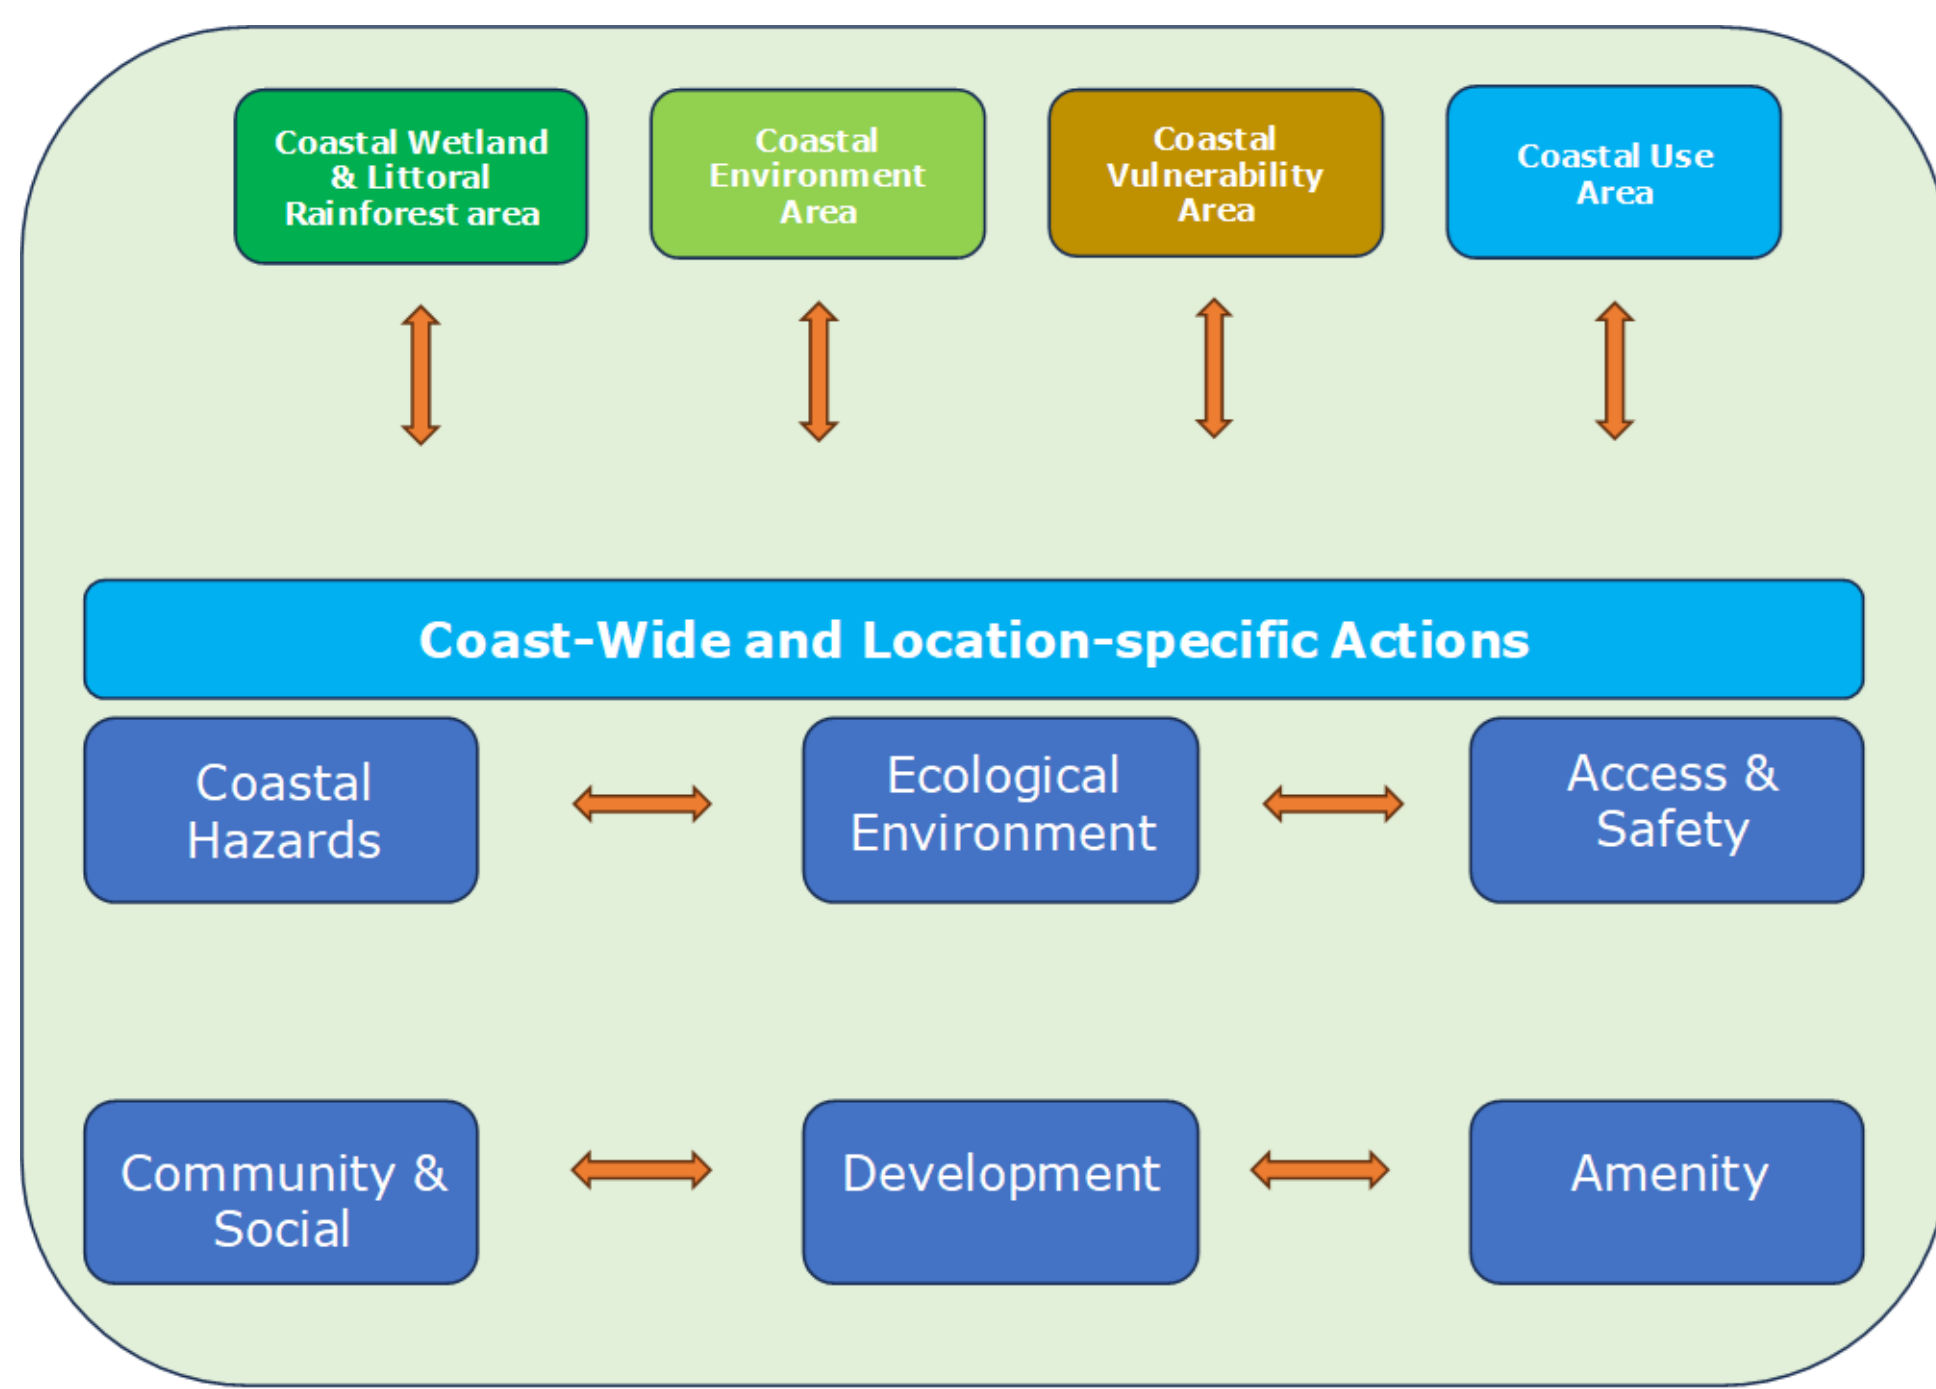 Coastal Wetland
& Littoral
Rainforest area
Coastal
Environment
Area
Coastal
Vulnerability
Area
Coastal Use
Area
Coast-Wide and Location-specific Actions
Coastal
Hazards
Ecological
Environment
Access &
Safety
Community &
Social
Development
Amenity